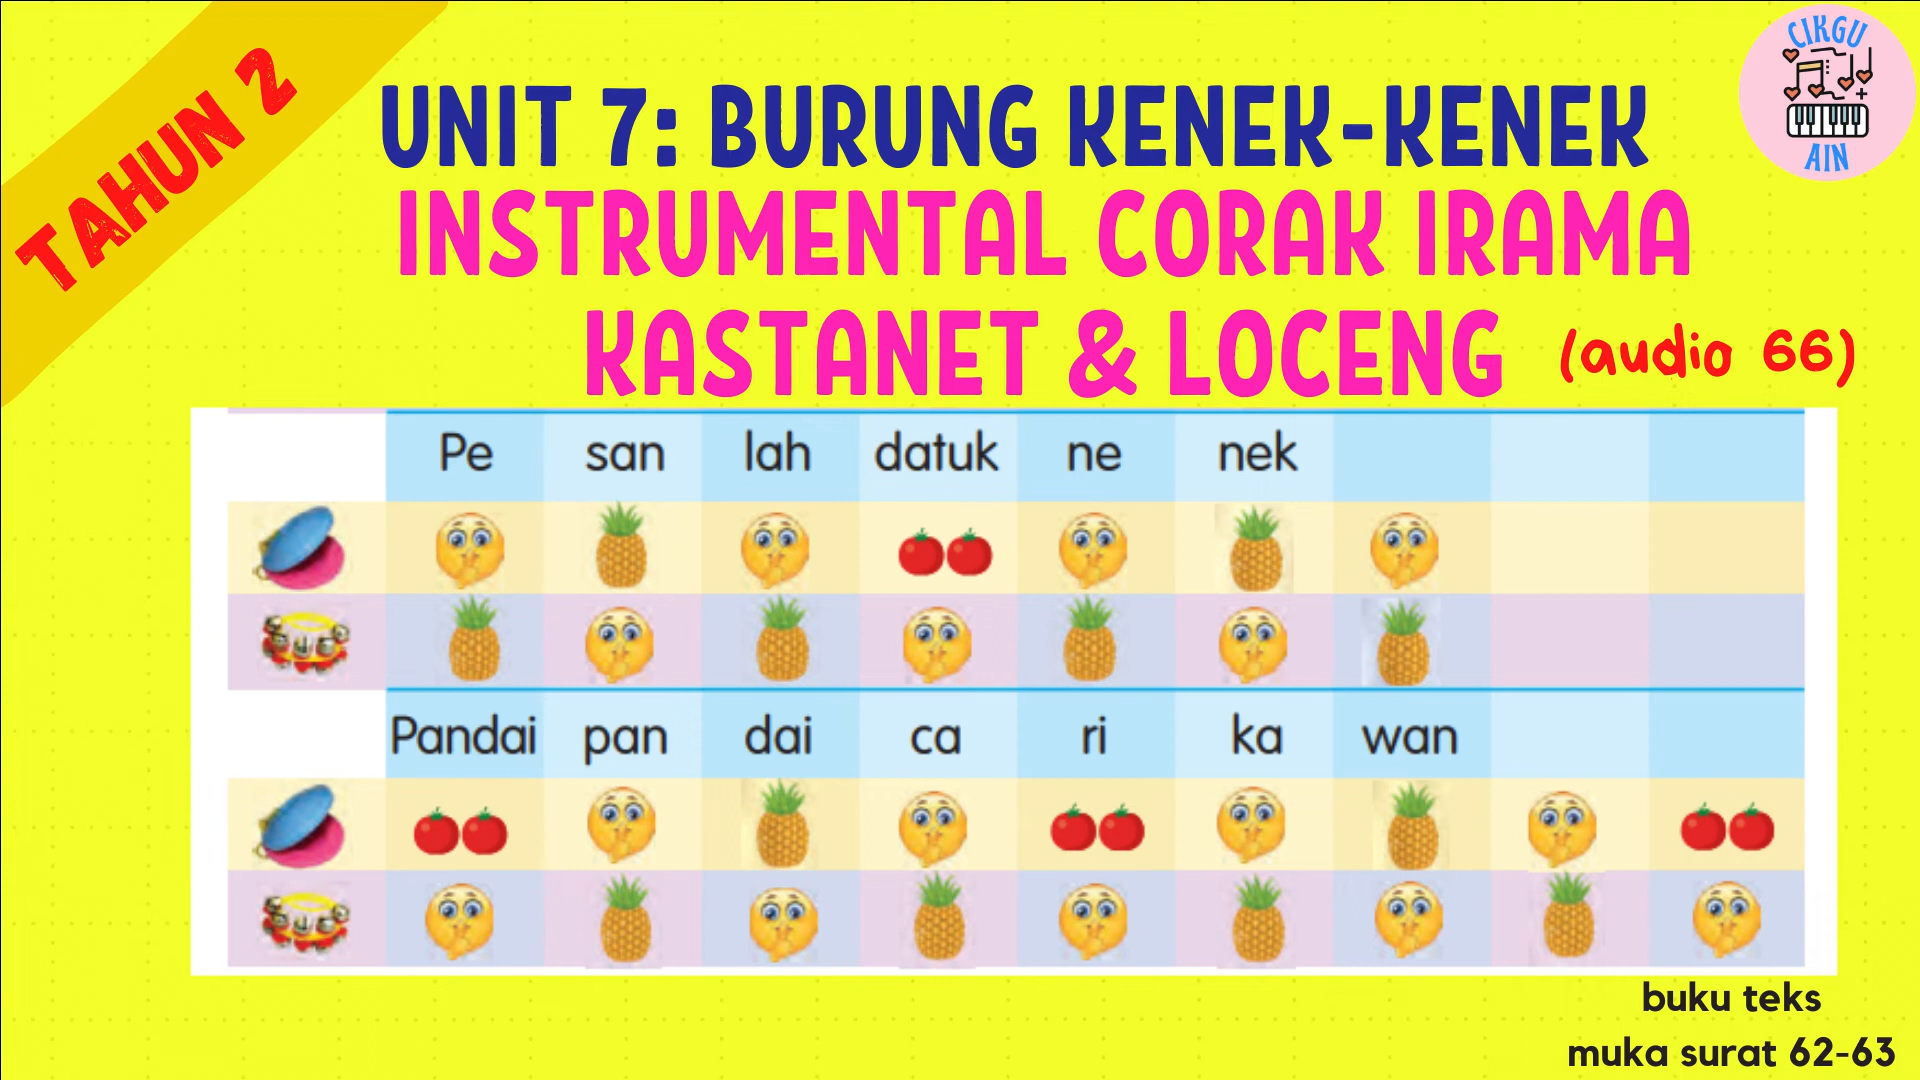 TAHUN 2
CIKGU
AIN
UNIT 7: BURUNG KENEK-KENEK
INSTRUMENTAL CORAK IRAMA
KASTANET & LOCENG (audio 66)
Pe san lah datuk ne nek
Pandai pan dai ca ri ka wan
buku teks
muka surat 62-63